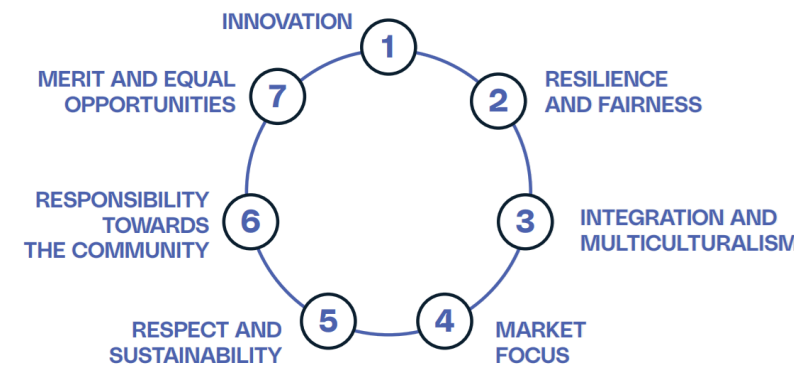 INNOVATION
1
RESILIENCE
AND FAIRNESS
2
INTEGRATION AND
MULTICULTURALISM
3
MARKET
FOCUS
4
RESPECT AND
SUSTAINABILITY
5
RESPONSIBILITY
TOWARDS
THE COMMUNITY
6
MERIT AND EQUAL
OPPORTUNITIES
7